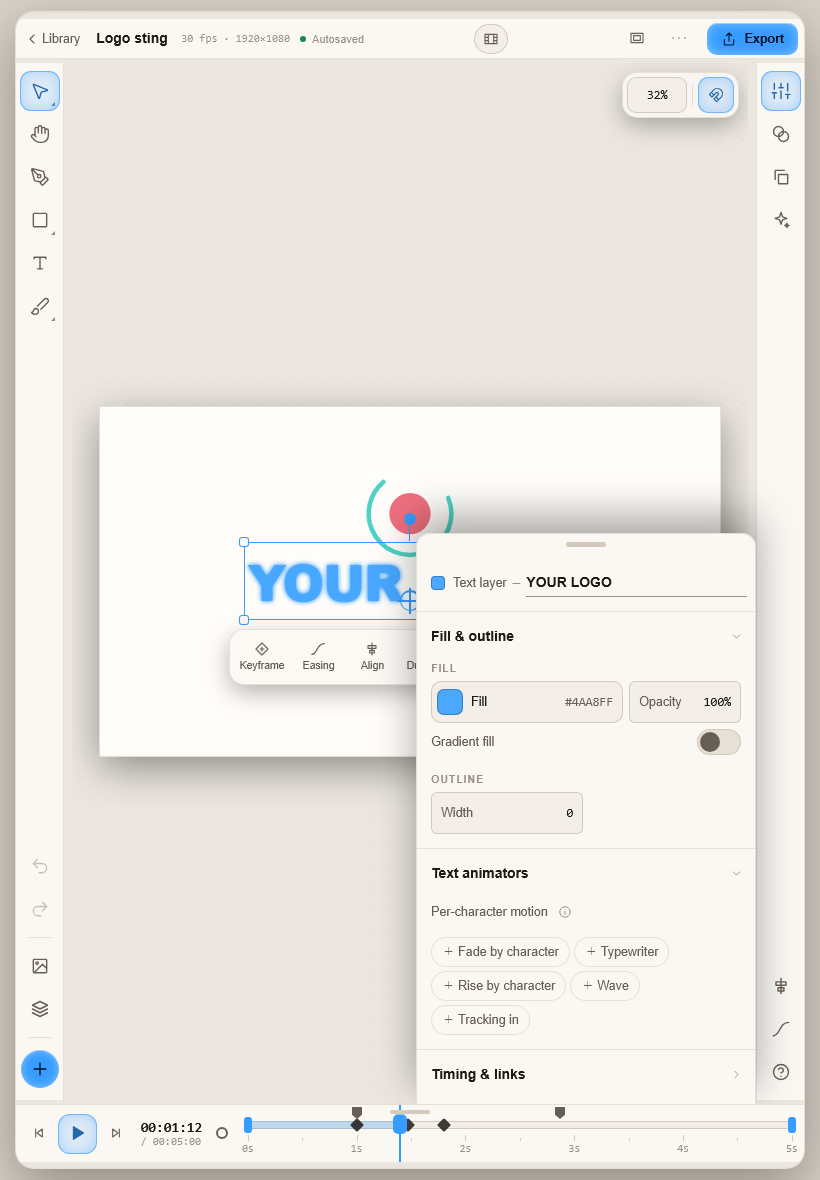 Library Logo sting 30 fps · 1920×1080 Autosaved Export
32%
YOUR
Keyframe Easing Align
Text layer — YOUR LOGO
Fill & outline
FILL
Fill #4AA8FF Opacity 100%
Gradient fill
OUTLINE
Width 0
Text animators
Per-character motion
+ Fade by character + Typewriter
+ Rise by character + Wave
+ Tracking in
Timing & links
00:01:12
/ 00:05:00
0s 1s 2s 3s 4s 5s